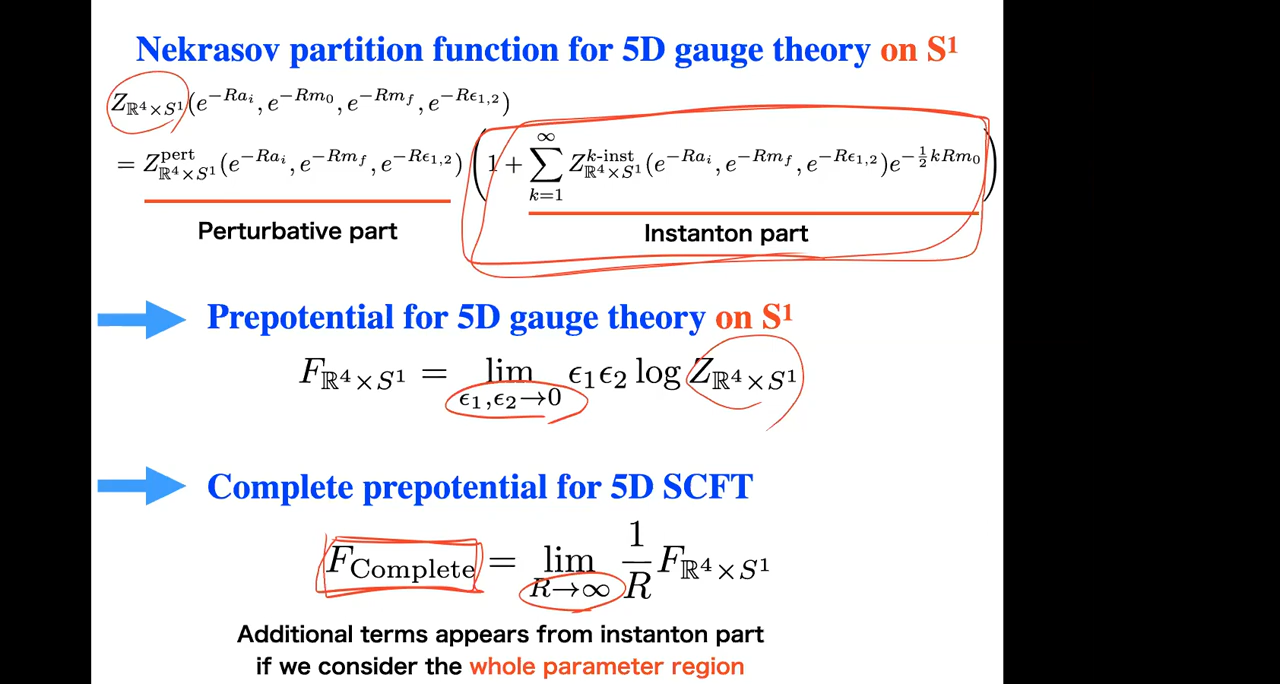 Nekrasov partition function for 5D gauge theory on S¹
Z_{ℝ⁴×S¹}(e^{-Ra_i}, e^{-Rm_0}, e^{-Rm_f}, e^{-Rϵ_{1,2}})
= Z^{pert}_{ℝ⁴×S¹}(e^{-Ra_i}, e^{-Rm_f}, e^{-Rϵ_{1,2}}) (1 + ∑_{k=1}^{∞} Z^{k-inst}_{ℝ⁴×S¹}(e^{-Ra_i}, e^{-Rm_f}, e^{-Rϵ_{1,2}}) e^{-\frac{1}{2}kRm_0})
Perturbative part Instanton part
Prepotential for 5D gauge theory on S¹
F_{ℝ⁴×S¹} = lim_{ϵ_1,ϵ_2→0} ϵ_1ϵ_2 log Z_{ℝ⁴×S¹}
Complete prepotential for 5D SCFT
F_{Complete} = lim_{R→∞} \frac{1}{R} F_{ℝ⁴×S¹}
Additional terms appears from instanton part
if we consider the whole parameter region